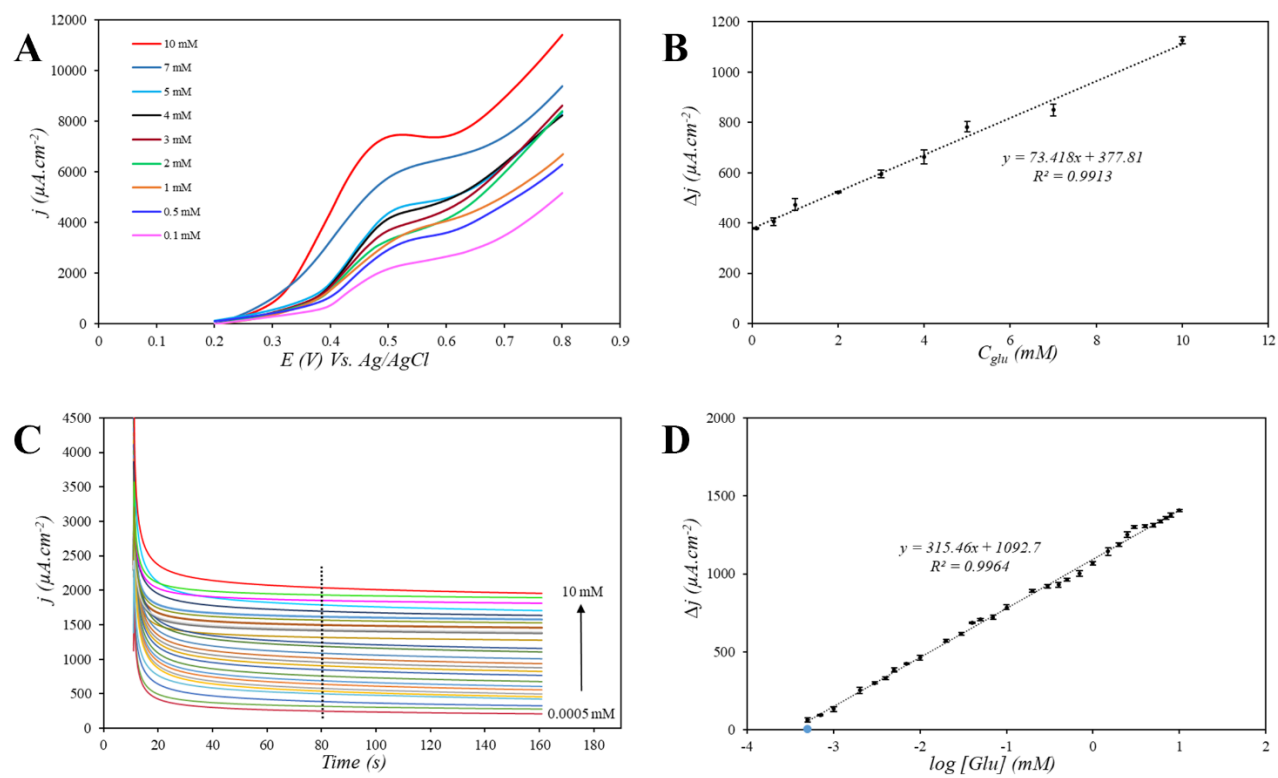 A
12000
10000
8000
6000
4000
2000
0
j (µA.cm-2)
10 mM
7 mM
5 mM
4 mM
3 mM
2 mM
1 mM
0.5 mM
0.1 mM
0 0.1 0.2 0.3 0.4 0.5 0.6 0.7 0.8 0.9
E (V) Vs. Ag/AgCl
B
1200
1000
800
600
400
200
0
Δj (µA.cm-2)
y = 73.418x + 377.81
R² = 0.9913
0 2 4 6 8 10 12
Cglu (mM)
C
4500
4000
3500
3000
2500
2000
1500
1000
500
0
j (µA.cm-2)
10 mM
0.0005 mM
0 20 40 60 80 100 120 140 160 180
Time (s)
D
2000
1500
1000
500
0
Δj (µA.cm-2)
y = 315.46x + 1092.7
R² = 0.9964
-4 -3 -2 -1 0 1 2
log [Glu] (mM)